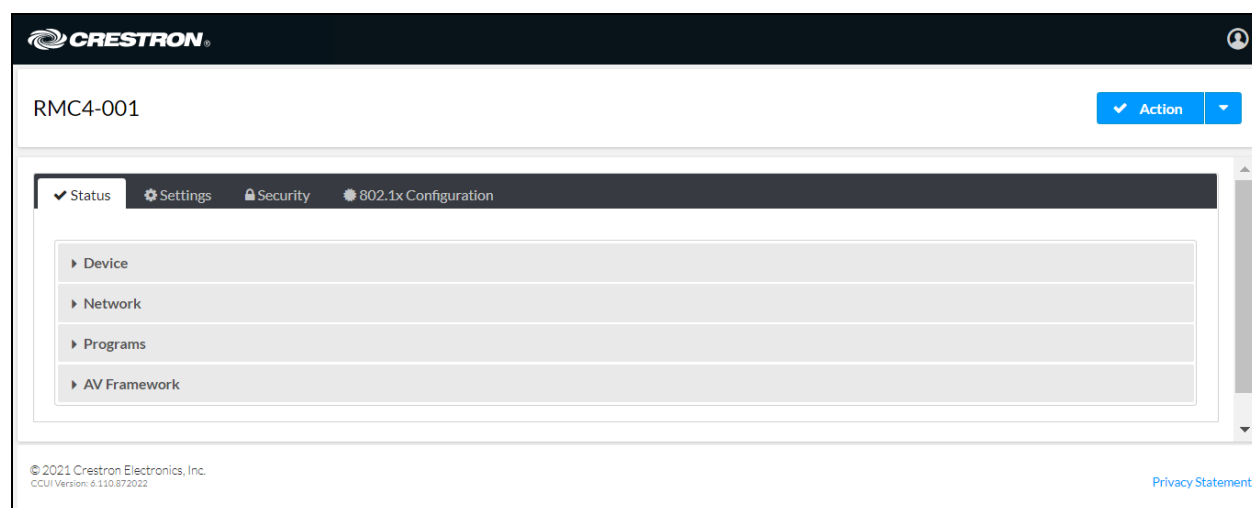 CRESTRON®
RMC4-001
Action
Status Settings Security 802.1x Configuration
Device
Network
Programs
AV Framework
© 2021 Crestron Electronics, Inc.
CCUI Version: 6.110.872022
Privacy Statement